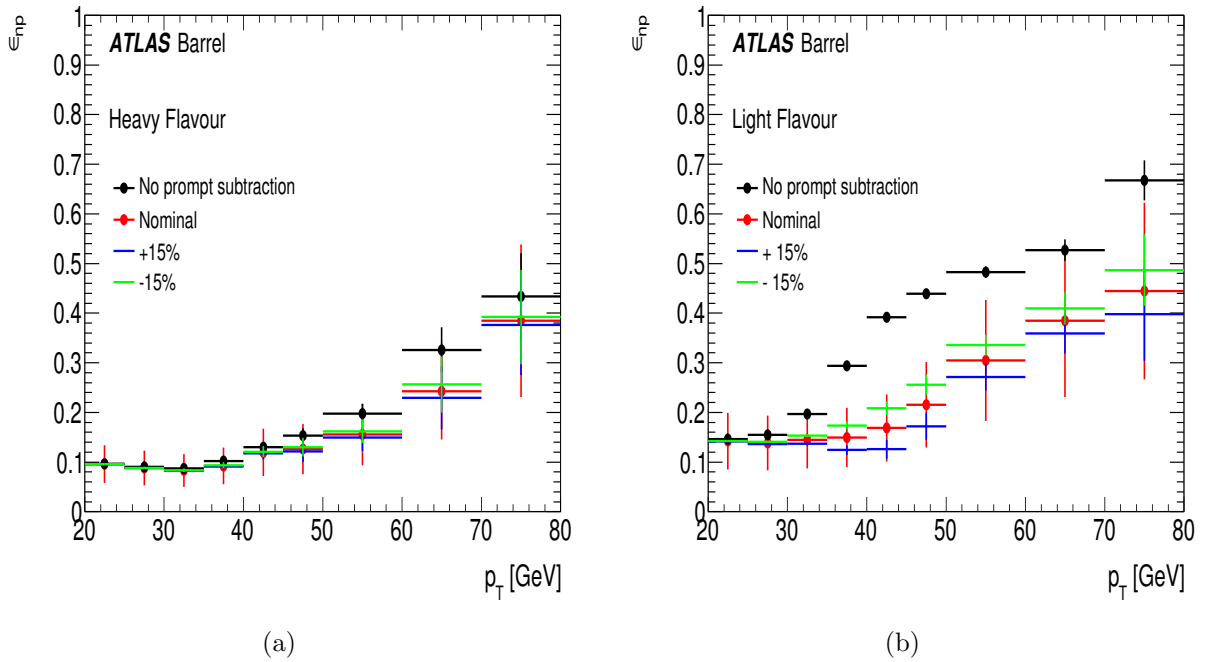 ϵnp
1
0.9
0.8
0.7
0.6
0.5
0.4
0.3
0.2
0.1
0
ATLAS Barrel
Heavy Flavour
No prompt subtraction
Nominal
+15%
-15%
20 30 40 50 60 70 80
pT [GeV]
(a)
ϵnp
1
0.9
0.8
0.7
0.6
0.5
0.4
0.3
0.2
0.1
0
ATLAS Barrel
Light Flavour
No prompt subtraction
Nominal
+ 15%
- 15%
20 30 40 50 60 70 80
pT [GeV]
(b)